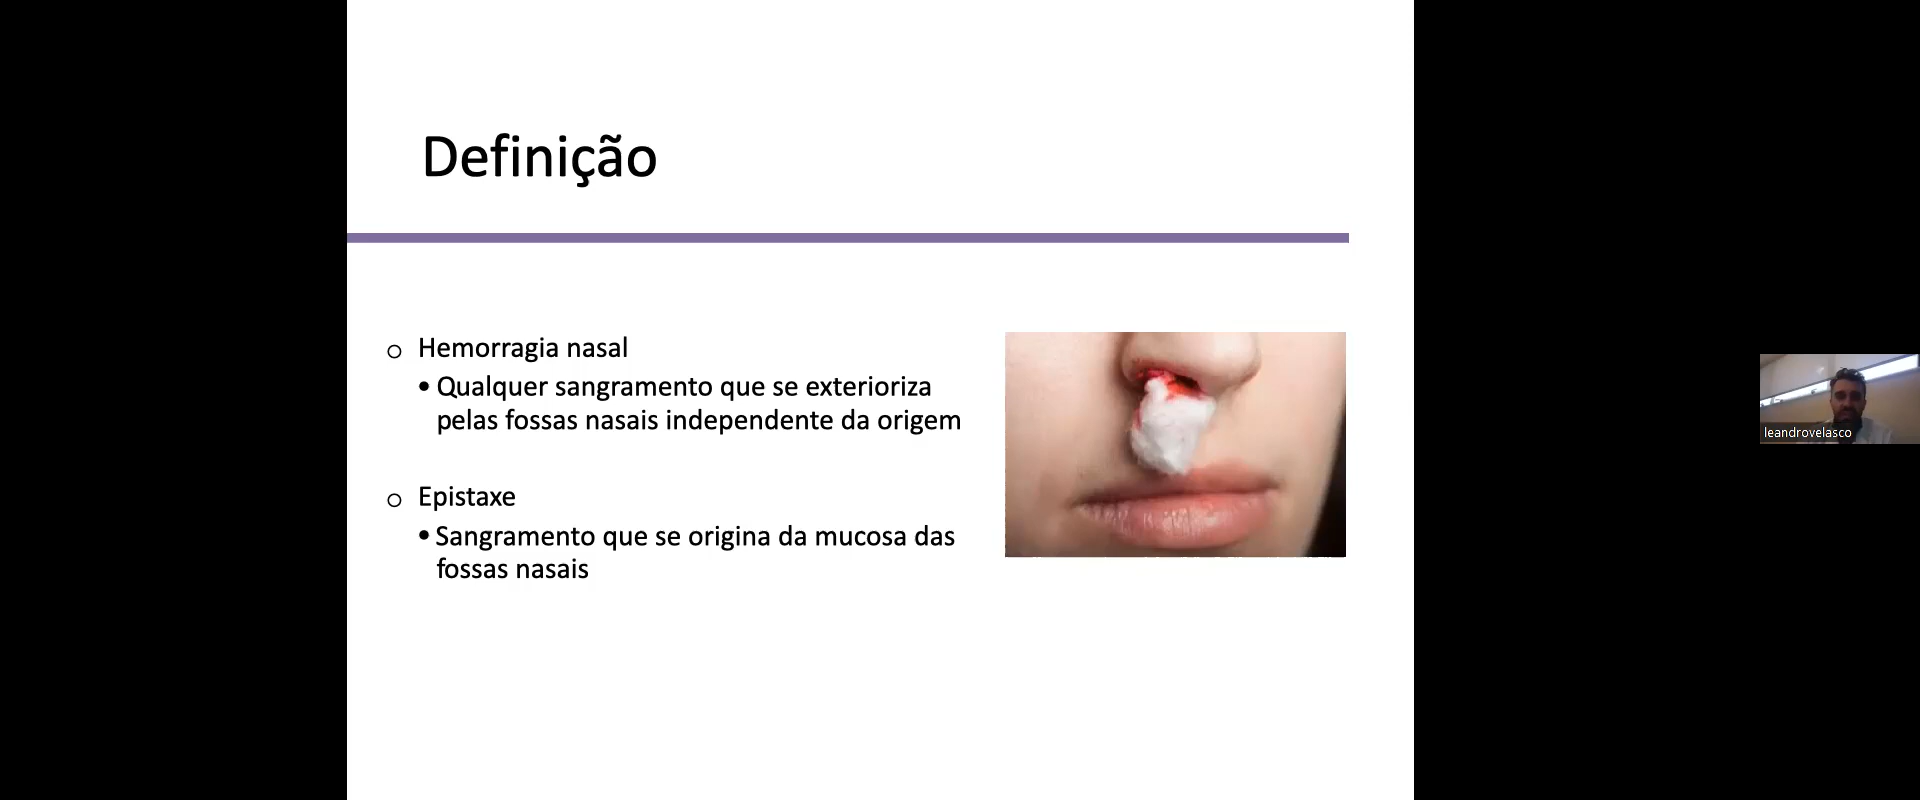 Definição
Hemorragia nasal
Qualquer sangramento que se exterioriza
pelas fossas nasais independente da origem
Epistaxe
Sangramento que se origina da mucosa das
fossas nasais
leandrovelasco